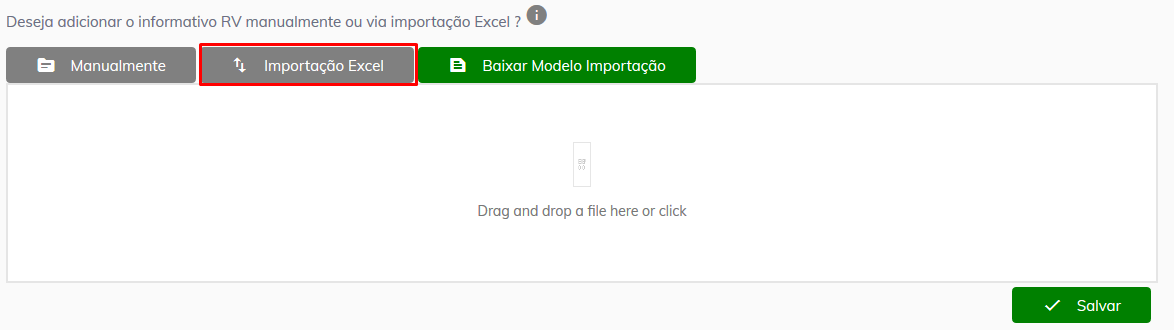 Deseja adicionar o informativo RV manualmente ou via importação Excel ? i
Manualmente Importação Excel Baixar Modelo Importação
Drag and drop a file here or click
Salvar